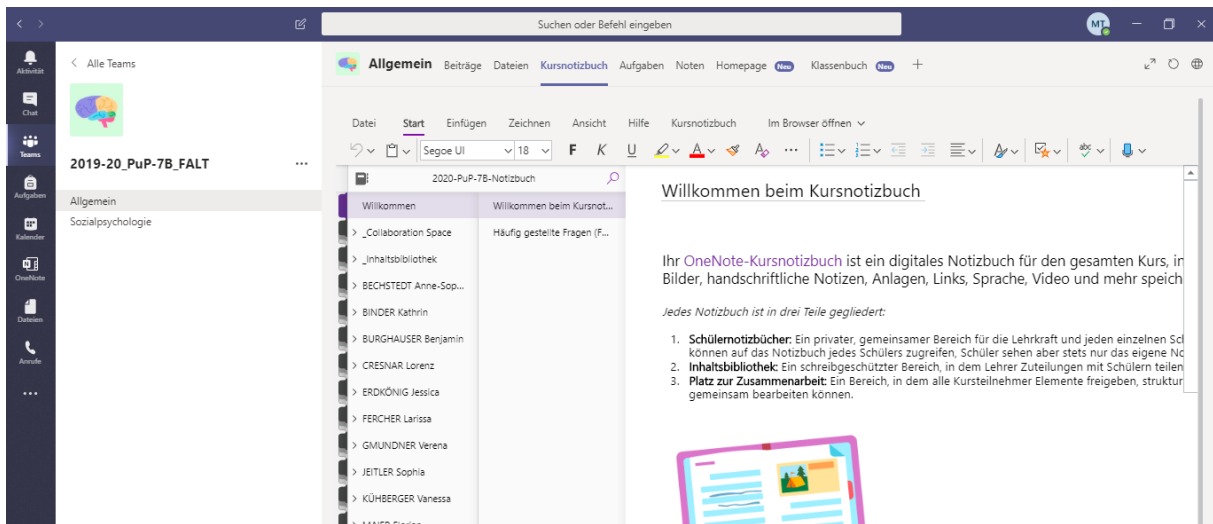 Suchen oder Befehl eingeben
MT
Aktivität
Chat
Teams
Aufgaben
Kalender
OneNote
Dateien
Anrufe
Alle Teams
2019-20_PuP-7B_FALT
Allgemein
Sozialpsychologie
Allgemein Beiträge Dateien Kursnotizbuch Aufgaben Noten Homepage Neu Klassenbuch Neu
Datei Start Einfügen Zeichnen Ansicht Hilfe Kursnotizbuch Im Browser öffnen
Segoe UI 18 F K U abc
2020-PuP-7B-Notizbuch
Willkommen
_Collaboration Space
_Inhaltsbibliothek
BECHSTEDT Anne-Sop...
BINDER Kathrin
BURGHAUSER Benjamin
CRESNAR Lorenz
ERDKÖNIG Jessica
FERCHER Larissa
GMUNDNER Verena
JEITLER Sophia
KÜHBERGER Vanessa
Willkommen beim Kursnot...
Häufig gestellte Fragen (F...
Willkommen beim Kursnotizbuch
Ihr OneNote-Kursnotizbuch ist ein digitales Notizbuch für den gesamten Kurs, in
Bilder, handschriftliche Notizen, Anlagen, Links, Sprache, Video und mehr speich
Jedes Notizbuch ist in drei Teile gegliedert:
1. Schülernotizbücher: Ein privater, gemeinsamer Bereich für die Lehrkraft und jeden einzelnen Sch
können auf das Notizbuch jedes Schülers zugreifen, Schüler sehen aber stets nur das eigene No
2. Inhaltsbibliothek: Ein schreibgeschützter Bereich, in dem Lehrer Zuteilungen mit Schülern teilen
3. Platz zur Zusammenarbeit: Ein Bereich, in dem alle Kursteilnehmer Elemente freigeben, struktur
gemeinsam bearbeiten können.